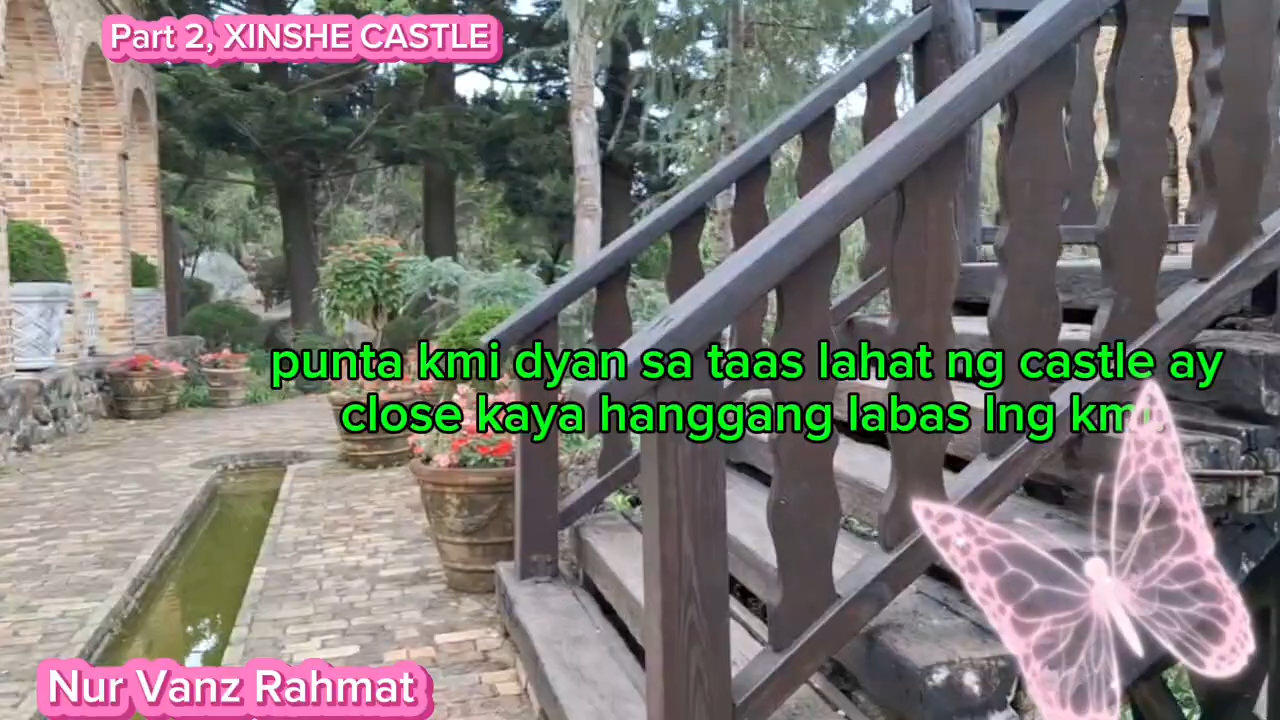 Part 2, XINSHE CASTLE
punta kmi dyan sa taas lahat ng castle ay
close kaya hanggang labas lng kmi
Nur Vanz Rahmat